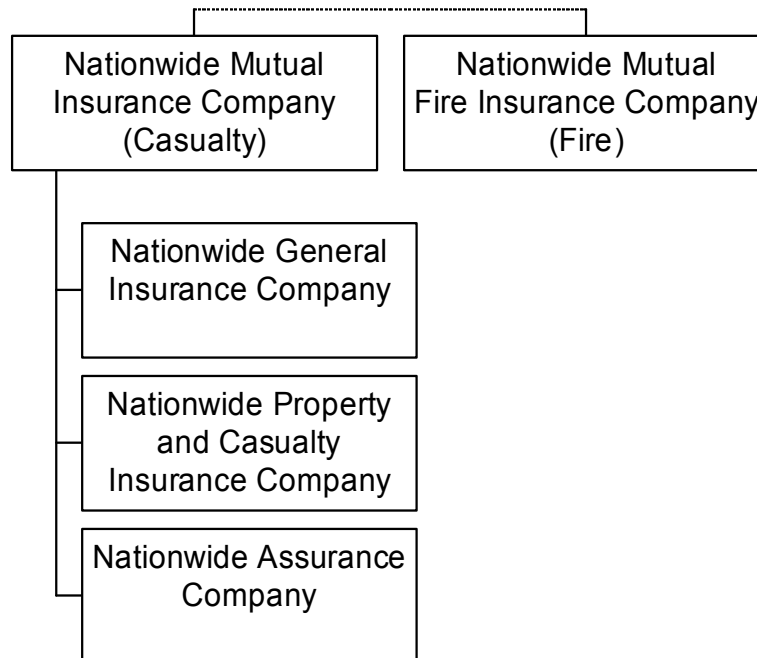 Nationwide Mutual
Insurance Company
(Casualty)
Nationwide Mutual
Fire Insurance Company
(Fire)
Nationwide General
Insurance Company
Nationwide Property
and Casualty
Insurance Company
Nationwide Assurance
Company